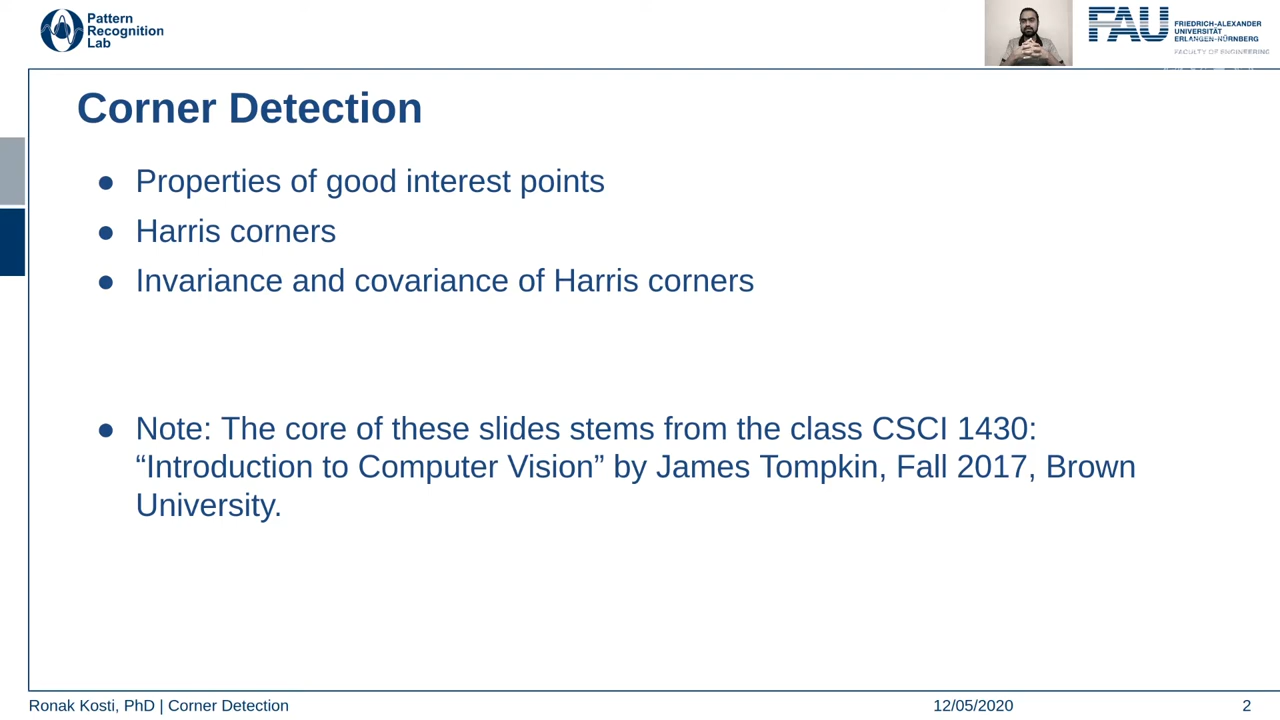 Pattern
Recognition
Lab
FAU
FRIEDRICH-ALEXANDER
UNIVERSITÄT
ERLANGEN-NÜRNBERG
FACULTY OF ENGINEERING
Corner Detection
● Properties of good interest points
● Harris corners
● Invariance and covariance of Harris corners
● Note: The core of these slides stems from the class CSCI 1430:
“Introduction to Computer Vision” by James Tompkin, Fall 2017, Brown
University.
Ronak Kosti, PhD | Corner Detection
12/05/2020
2